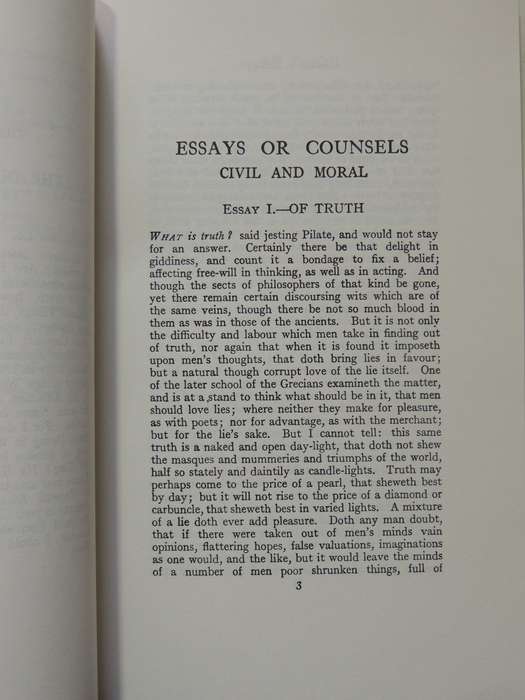 ESSAYS OR COUNSELS
CIVIL AND MORAL
Essay I.—OF TRUTH
What is truth? said jesting Pilate, and would not stay
for an answer. Certainly there be that delight in
giddiness, and count it a bondage to fix a belief;
affecting free-will in thinking, as well as in acting. And
though the sects of philosophers of that kind be gone,
yet there remain certain discoursing wits which are of
the same veins, though there be not so much blood in
them as was in those of the ancients. But it is not only
the difficulty and labour which men take in finding out
of truth, nor again that when it is found it imposeth
upon men's thoughts, that doth bring lies in favour;
but a natural though corrupt love of the lie itself. One
of the later school of the Grecians examineth the matter,
and is at a stand to think what should be in it, that men
should love lies; where neither they make for pleasure,
as with poets; nor for advantage, as with the merchant;
but for the lie's sake. But I cannot tell: this same
truth is a naked and open day-light, that doth not shew
the masques and mummeries and triumphs of the world,
half so stately and daintily as candle-lights. Truth may
perhaps come to the price of a pearl, that sheweth best
by day; but it will not rise to the price of a diamond or
carbuncle, that sheweth best in varied lights. A mixture
of a lie doth ever add pleasure. Doth any man doubt,
that if there were taken out of men's minds vain
opinions, flattering hopes, false valuations, imaginations
as one would, and the like, but it would leave the minds
of a number of men poor shrunken things, full of
3